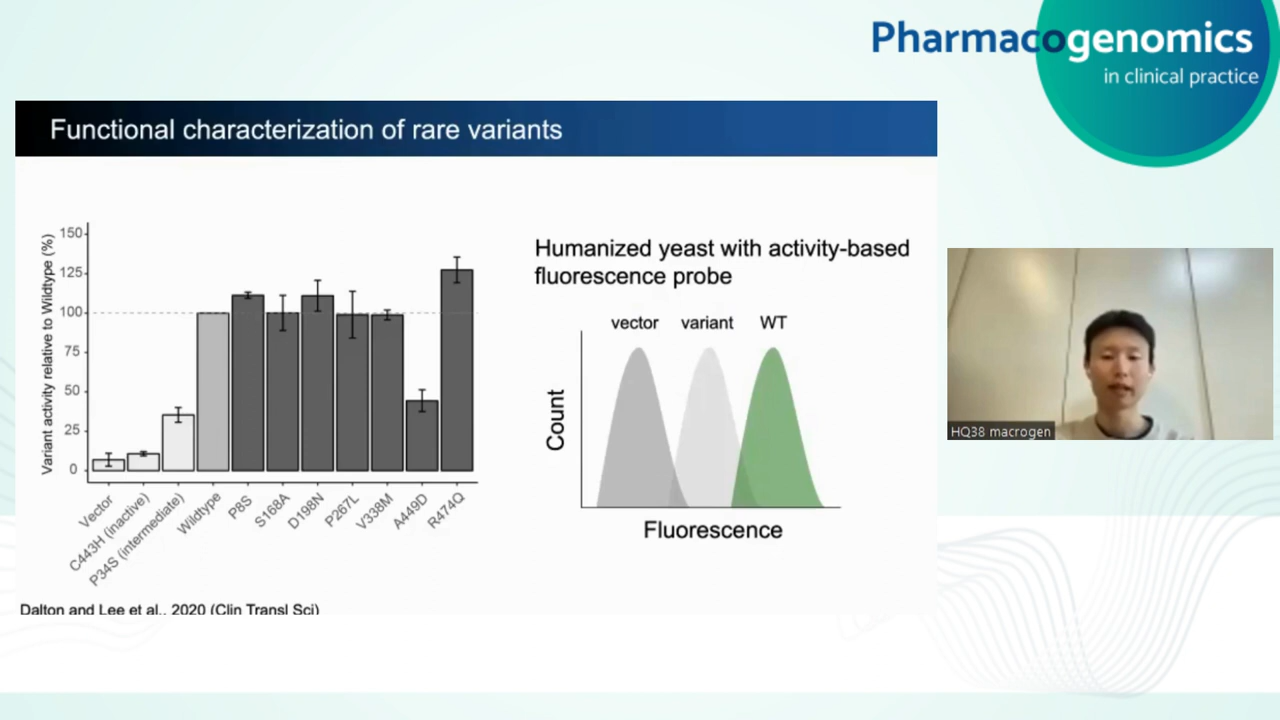 Pharmacogenomics
in clinical practice
Functional characterization of rare variants
Variant activity relative to Wildtype (%)
150
125
100
75
50
25
0
Vector
C443H (inactive)
P34S (intermediate)
Wildtype
P8S
S168A
D198N
P267L
V338M
A449D
R474Q
Humanized yeast with activity-based
fluorescence probe
vector variant WT
Count
Fluorescence
HQ38 macrogen
Dalton and Lee et al., 2020 (Clin Transl Sci)